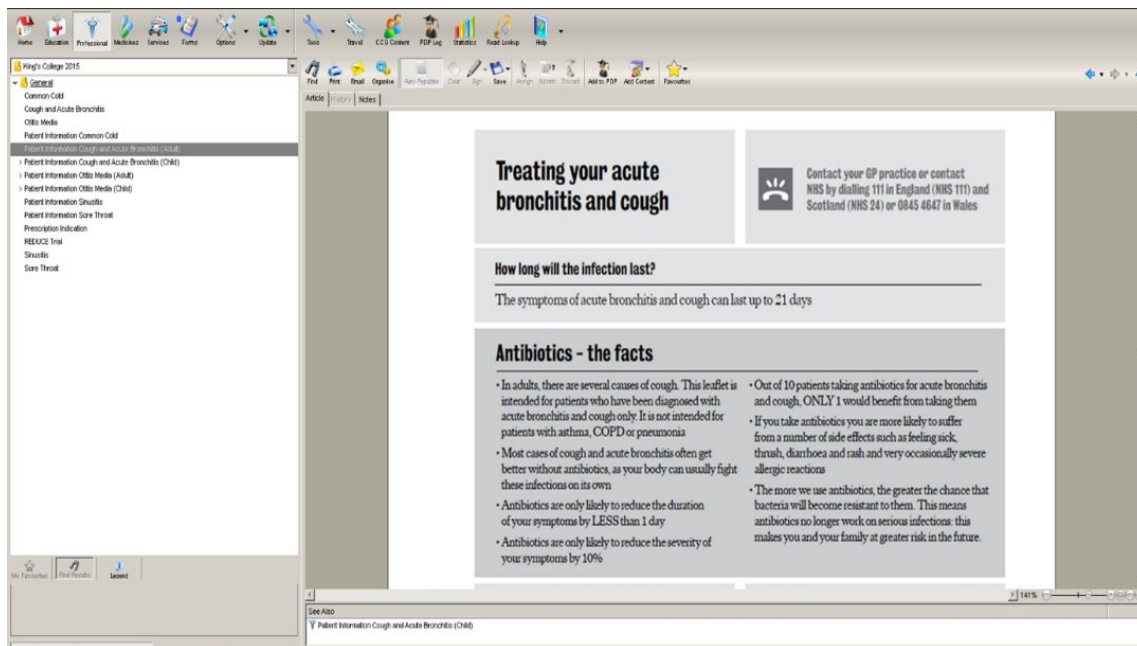 Home Education Professional Medicines Services Forms Options Update Tools Travel CCG Content PDP Log Statistics Read Lookup Help
King's College 2015
General
Common Cold
Cough and Acute Bronchitis
Otitis Media
Patient Information Common Cold
Patient Information Cough and Acute Bronchitis (Adult)
> Patient Information Cough and Acute Bronchitis (Child)
> Patient Information Otitis Media (Adult)
> Patient Information Otitis Media (Child)
Patient Information Sinusitis
Patient Information Sore Throat
Prescription Indication
REDUCE Trial
Sinusitis
Sore Throat
My Favourites Find Results Legend
Find Print Email Organise Auto Populate Clear Sign Save Assign Submit Discard Add to PDP Add Content Favourites
Article History Notes
Treating your acute
bronchitis and cough
Contact your GP practice or contact
NHS by dialling 111 in England (NHS 111) and
Scotland (NHS 24) or 0845 4647 in Wales
How long will the infection last?
The symptoms of acute bronchitis and cough can last up to 21 days
Antibiotics - the facts
• In adults, there are several causes of cough. This leaflet is
intended for patients who have been diagnosed with
acute bronchitis and cough only. It is not intended for
patients with asthma, COPD or pneumonia
• Most cases of cough and acute bronchitis often get
better without antibiotics, as your body can usually fight
these infections on its own
• Antibiotics are only likely to reduce the duration
of your symptoms by LESS than 1 day
• Antibiotics are only likely to reduce the severity of
your symptoms by 10%
• Out of 10 patients taking antibiotics for acute bronchitis
and cough, ONLY 1 would benefit from taking them
• If you take antibiotics you are more likely to suffer
from a number of side effects such as feeling sick,
thrush, diarrhoea and rash and very occasionally severe
allergic reactions
• The more we use antibiotics, the greater the chance that
bacteria will become resistant to them. This means
antibiotics no longer work on serious infections: this
makes you and your family at greater risk in the future.
141%
See Also
Patient Information Cough and Acute Bronchitis (Child)